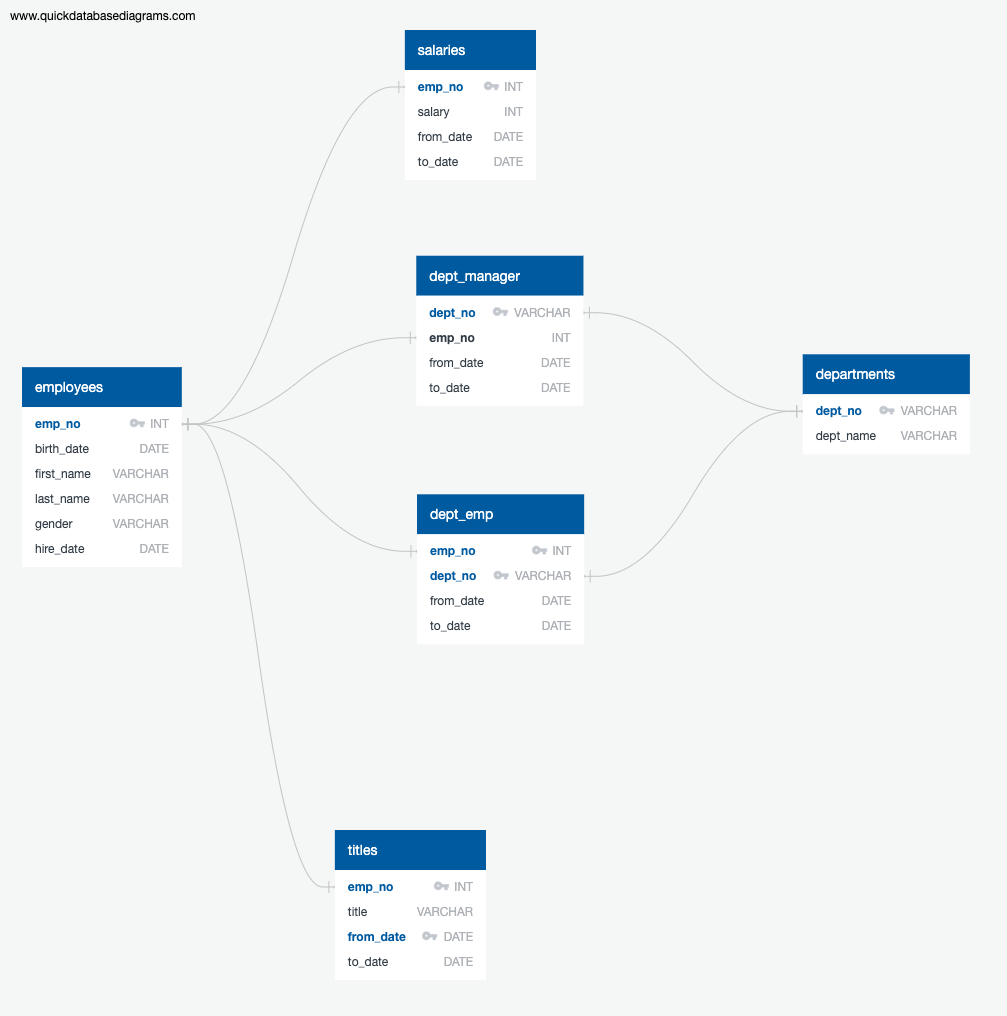 www.quickdatabasediagrams.com
salaries
emp_no INT
salary INT
from_date DATE
to_date DATE
dept_manager
dept_no VARCHAR
emp_no INT
from_date DATE
to_date DATE
employees
emp_no INT
birth_date DATE
first_name VARCHAR
last_name VARCHAR
gender VARCHAR
hire_date DATE
departments
dept_no VARCHAR
dept_name VARCHAR
dept_emp
emp_no INT
dept_no VARCHAR
from_date DATE
to_date DATE
titles
emp_no INT
title VARCHAR
from_date DATE
to_date DATE